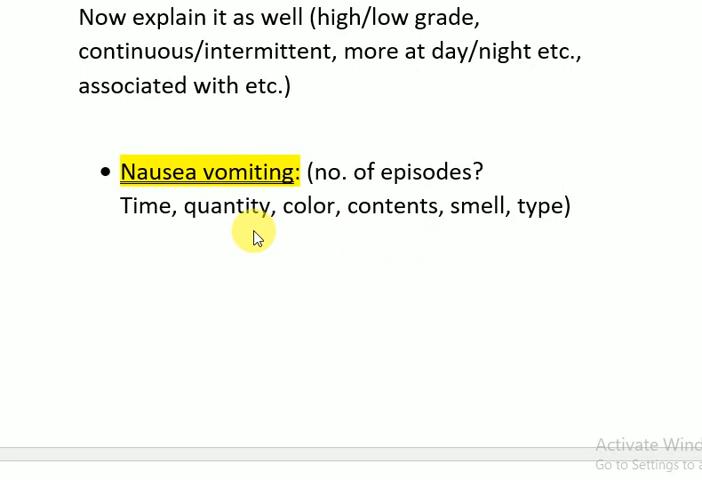 Now explain it as well (high/low grade,
continuous/intermittent, more at day/night etc.,
associated with etc.)
• Nausea vomiting: (no. of episodes?
Time, quantity, color, contents, smell, type)
Activate Wind
Go to Settings to a